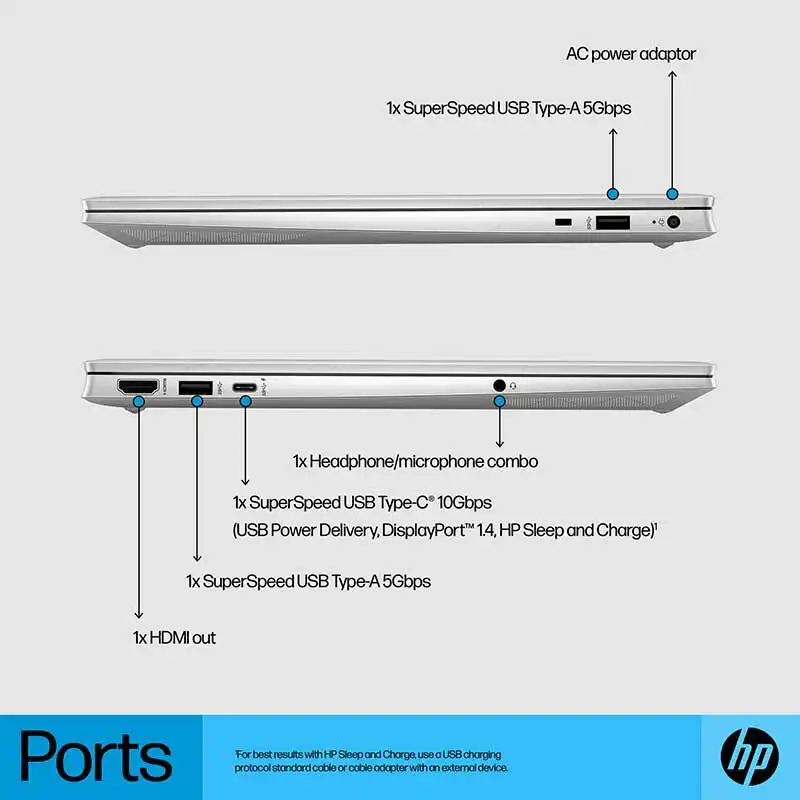 AC power adaptor
1x SuperSpeed USB Type-A 5Gbps
1x Headphone/microphone combo
1x SuperSpeed USB Type-C® 10Gbps
(USB Power Delivery, DisplayPort™ 1.4, HP Sleep and Charge)¹
1x SuperSpeed USB Type-A 5Gbps
1x HDMI out
Ports
¹For best results with HP Sleep and Charge, use a USB charging
protocol standard cable or cable adapter with an external device.
hp